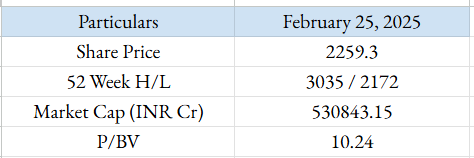 Particulars February 25, 2025
Share Price 2259.3
52 Week H/L 3035 / 2172
Market Cap (INR Cr) 530843.15
P/BV 10.24